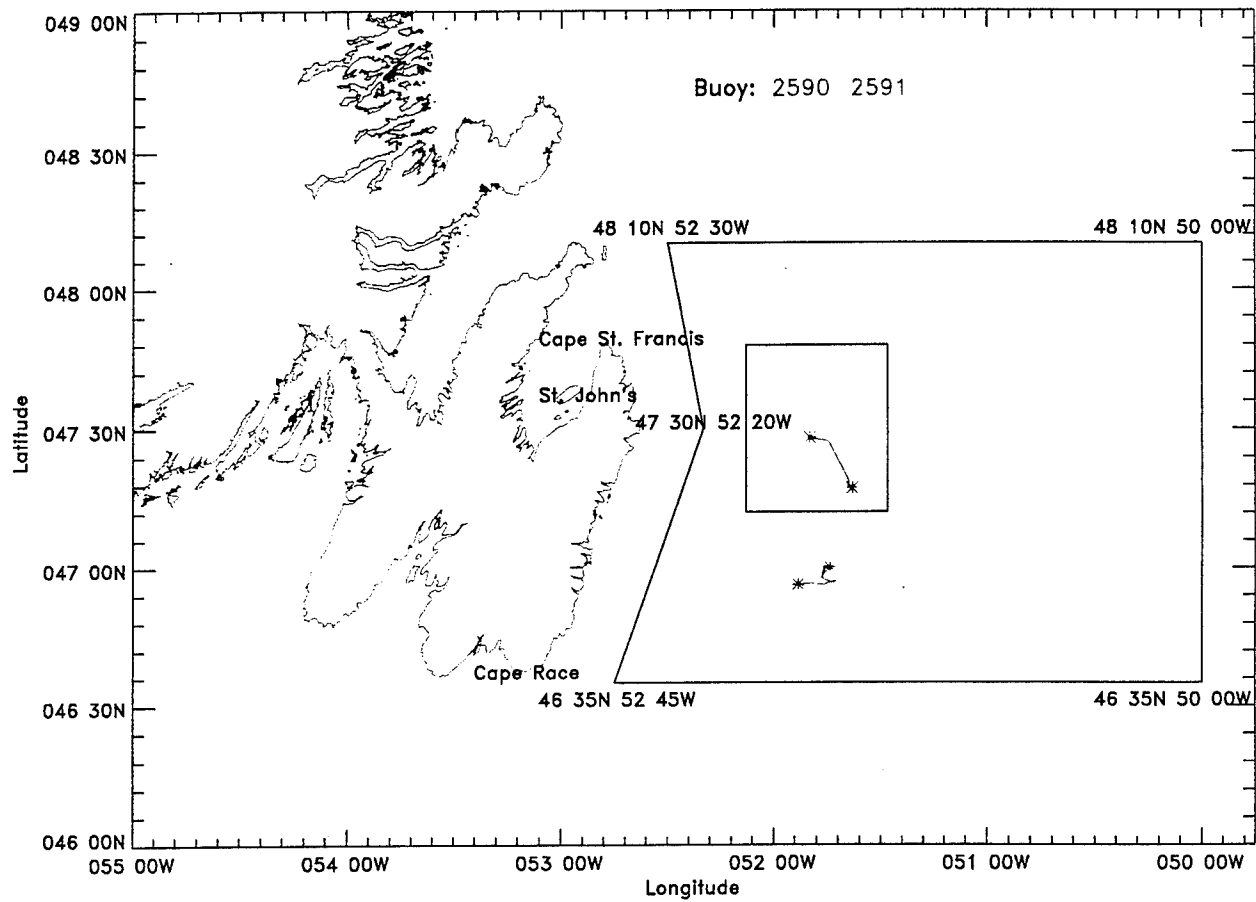 049 00N
Buoy: 2590 2591
048 30N
48 10N 52 30W
48 10N 50 00W
048 00N
Cape St. Francis
St. John's
47 30N 52 20W
047 30N
Latitude
047 00N
Cape Race
46 35N 52 45W
46 35N 50 00W
046 30N
046 00N
055 00W
054 00W
053 00W
052 00W
051 00W
050 00W
Longitude